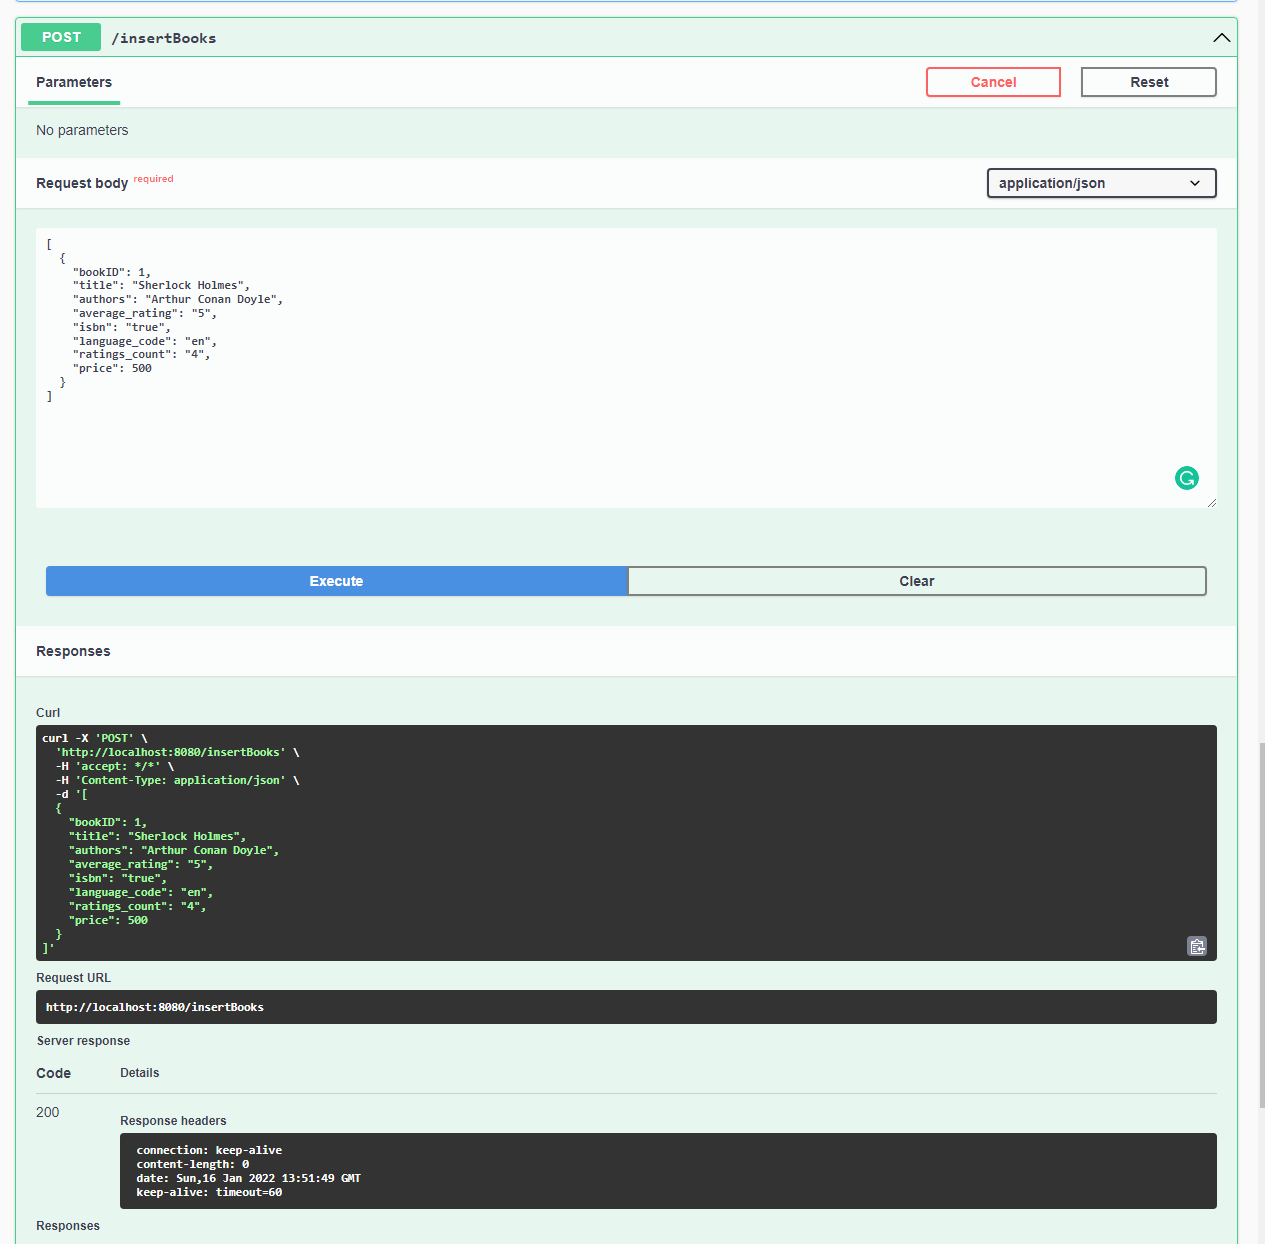 POST /insertBooks
Parameters
Cancel
Reset
No parameters
Request body required
application/json
[
  {
    "bookID": 1,
    "title": "Sherlock Holmes",
    "authors": "Arthur Conan Doyle",
    "average_rating": "5",
    "isbn": "true",
    "language_code": "en",
    "ratings_count": "4",
    "price": 500
  }
]
Execute
Clear
Responses
Curl
curl -X 'POST' \
  'http://localhost:8080/insertBooks' \
  -H 'accept: */*' \
  -H 'Content-Type: application/json' \
  -d '[
  {
    "bookID": 1,
    "title": "Sherlock Holmes",
    "authors": "Arthur Conan Doyle",
    "average_rating": "5",
    "isbn": "true",
    "language_code": "en",
    "ratings_count": "4",
    "price": 500
  }
]'
Request URL
http://localhost:8080/insertBooks
Server response
Code Details
200
Response headers
connection: keep-alive
content-length: 0
date: Sun,16 Jan 2022 13:51:49 GMT
keep-alive: timeout=60
Responses